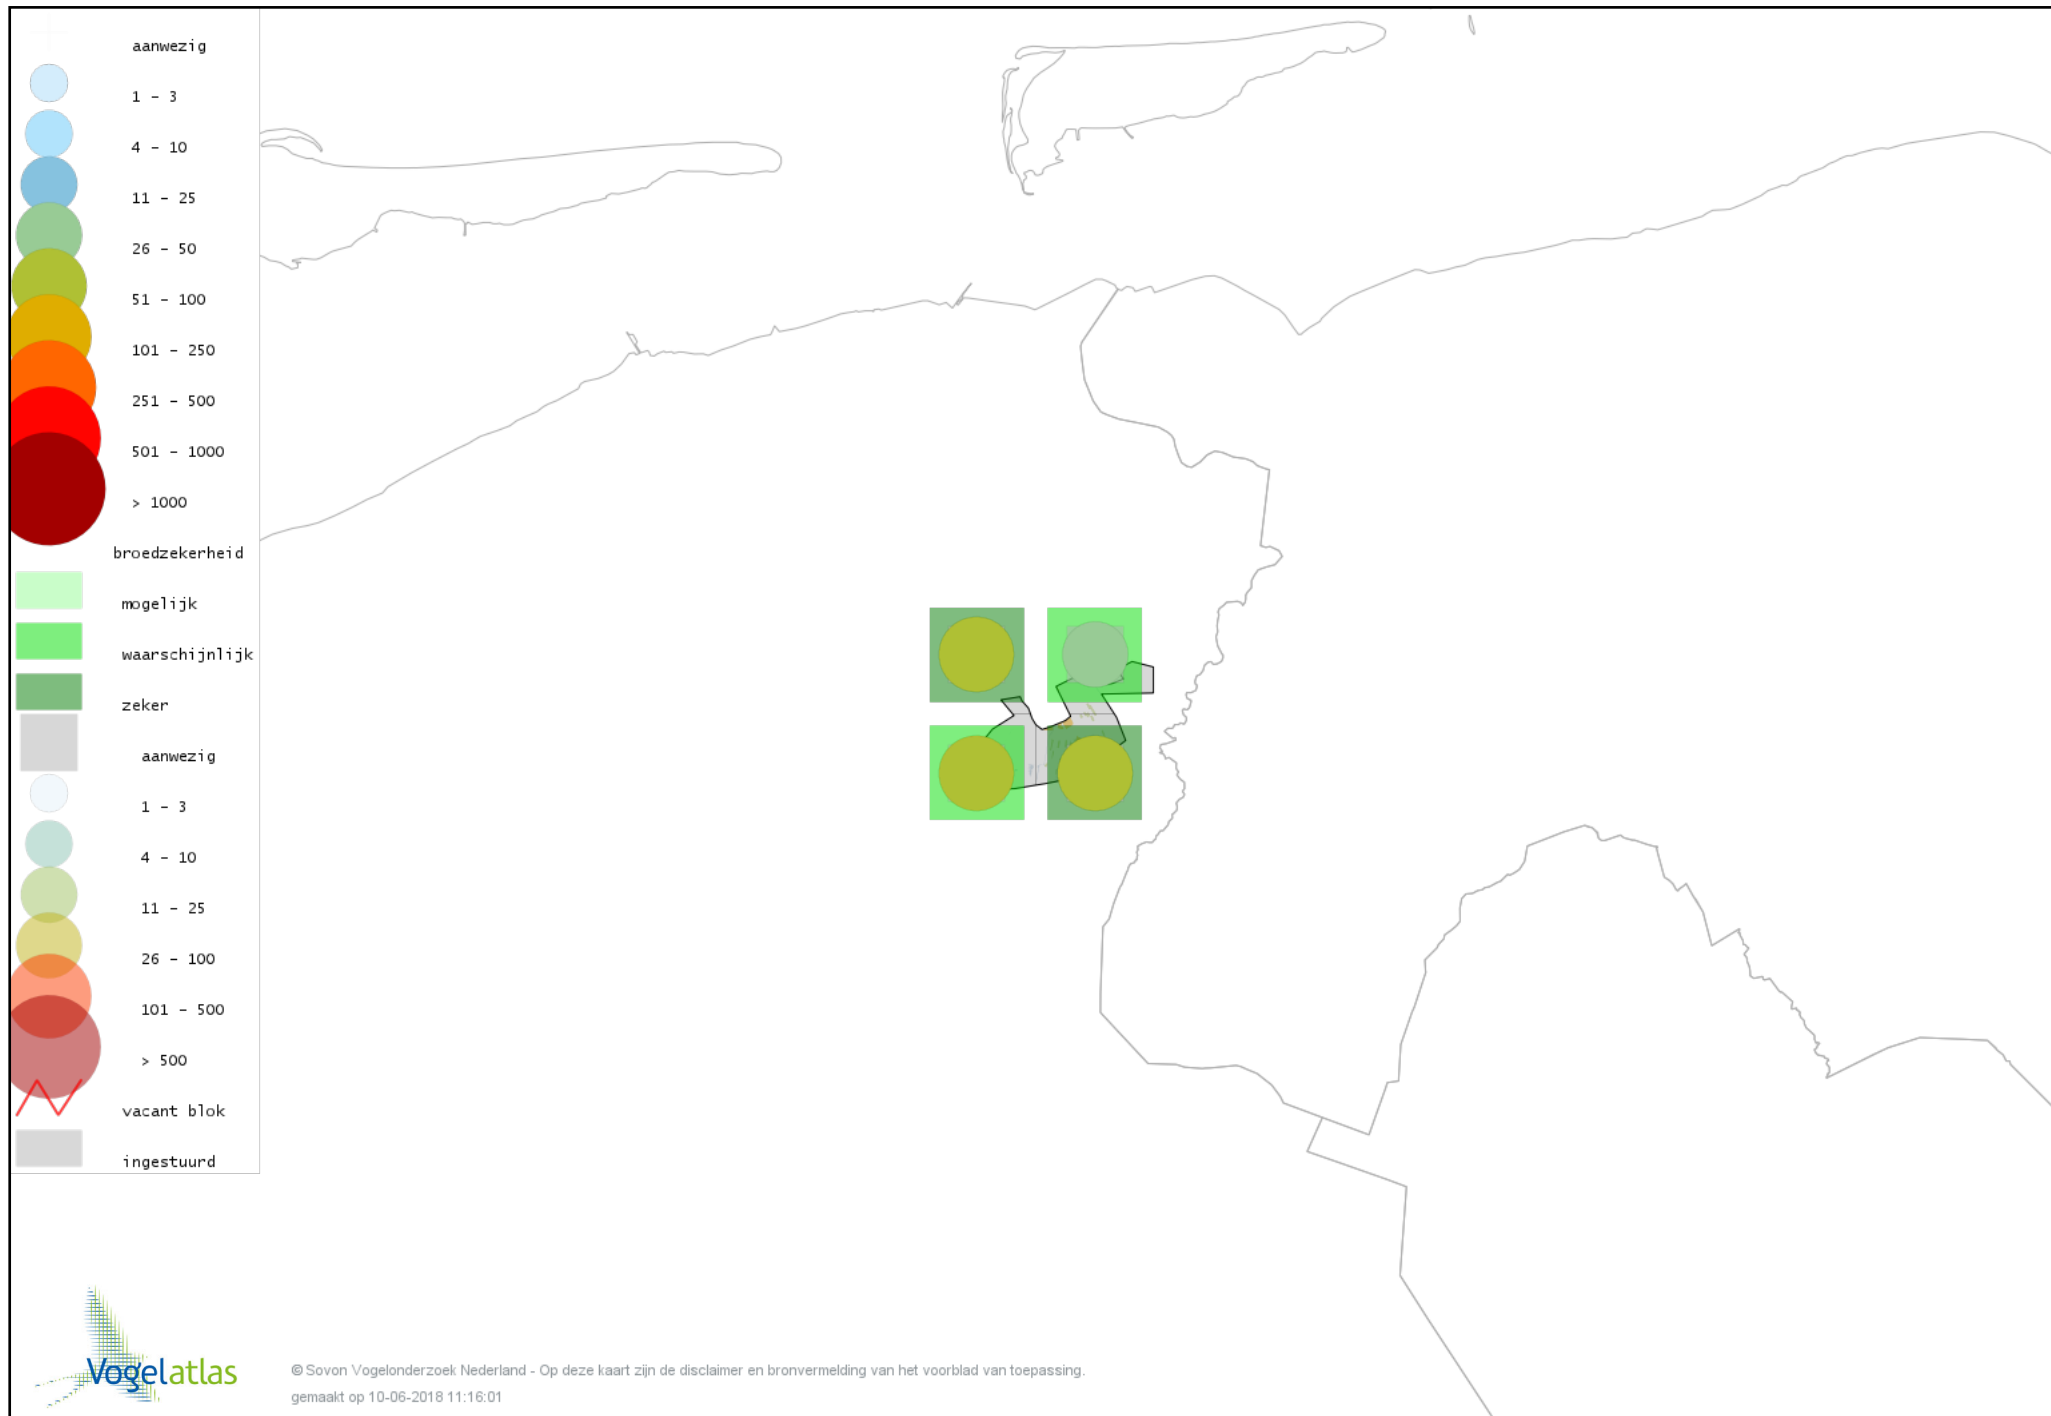 aanwezig
1 - 3
4 - 10
11 - 25
26 - 50
51 - 100
101 - 250
251 - 500
501 - 1000
> 1000
broedzekerheid
mogelijk
waarschijnlijk
zeker
aanwezig
1 - 3
4 - 10
11 - 25
26 - 100
101 - 500
> 500
vacant blok
ingestuurd
Vogelatlas
© Sovon Vogelonderzoek Nederland - Op deze kaart zijn de disclaimer en bronvermelding van het voorblad van toepassing.
gemaakt op 10-06-2018 11:16:01